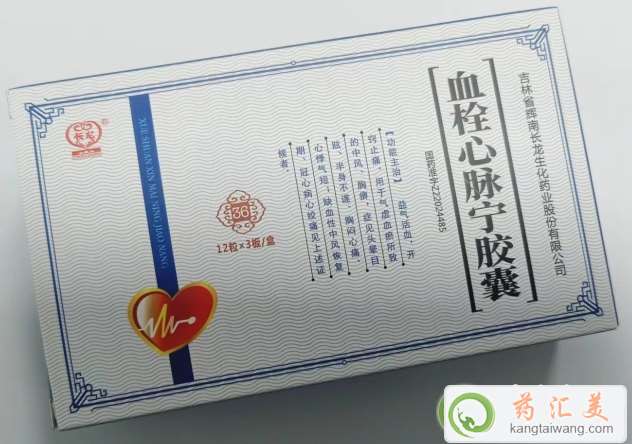 吉林省辉南长龙生化药业股份有限公司
[血栓心脉宁胶囊]
国药准字Z22024485
【功能主治】 益气活血，开
窍止痛。用于气虚血瘀所致
的中风、胸痹，症见头晕目
眩、半身不遂、胸闷心痛、
心悸气短，缺血性中风恢复
期、冠心病心绞痛见上述证
候者。
36
12粒×3板/盒
XUE SHUAN XIN MAI NING JIAO NANG
长龙
®
药汇美
kangtaiwang.com